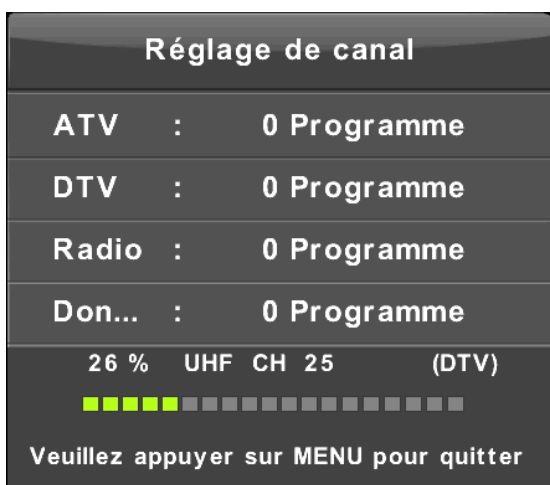 Réglage de canal
ATV : 0 Programme
DTV : 0 Programme
Radio : 0 Programme
Don... : 0 Programme
26 % UHF CH 25 (DTV)
Veuillez appuyer sur MENU pour quitter